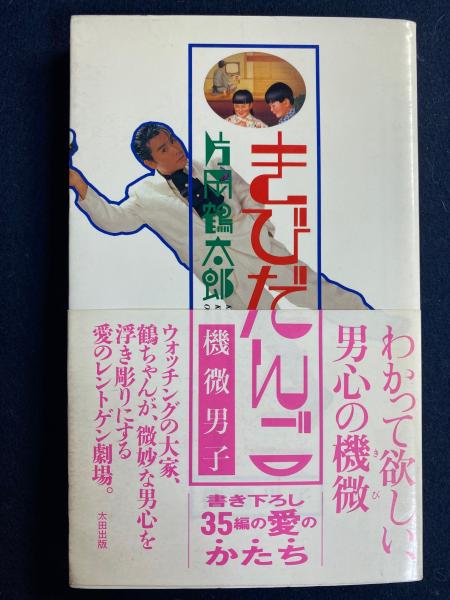 きびだんご
片岡鶴太郎
機微男子
わかって欲しい、
男心の機微
きび
ウォッチングの大家、
鶴ちゃんが、微妙な男心を
浮き彫りにする
愛のレントゲン劇場。
太田出版
書き下ろし
35編の愛の
かたち